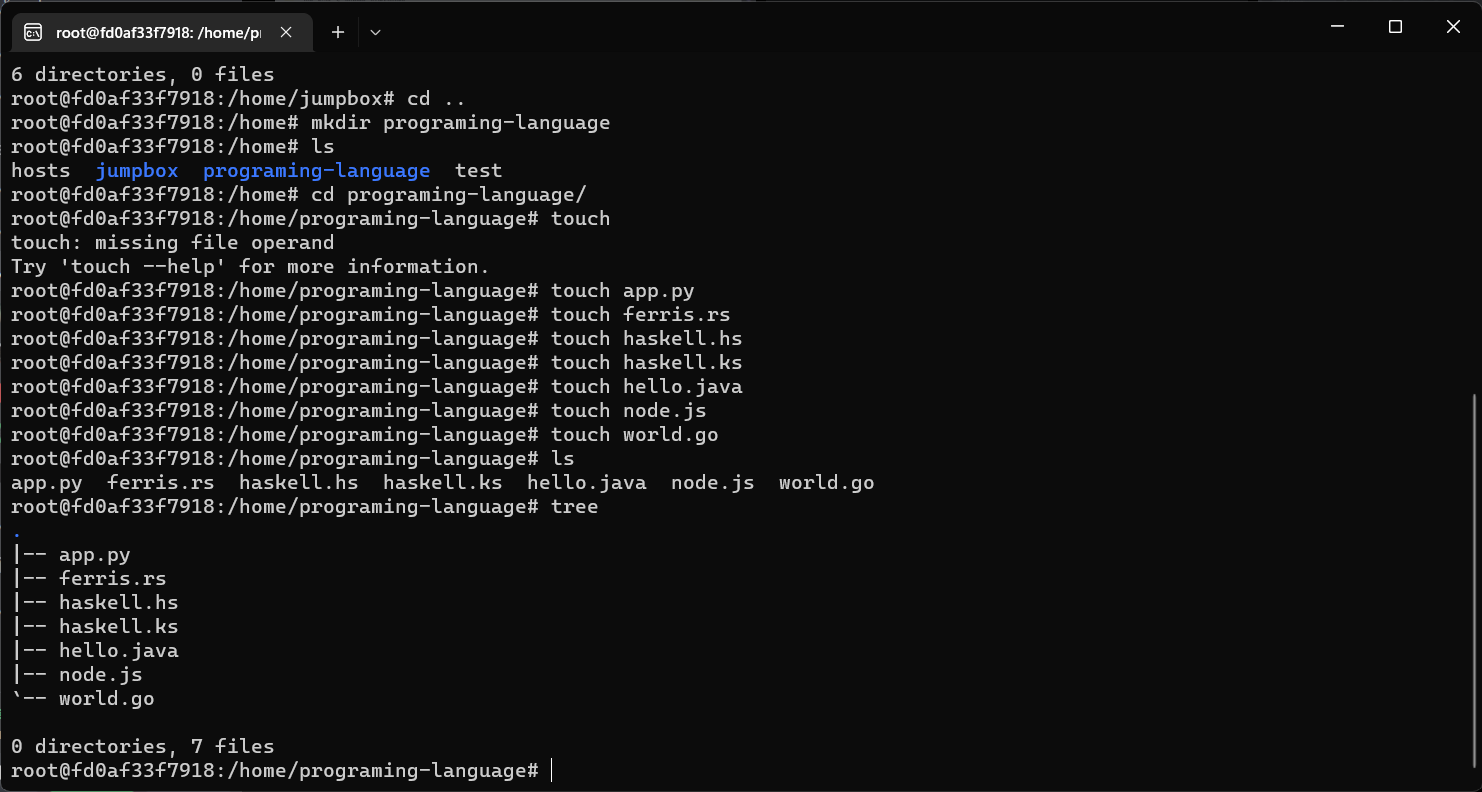 root@fd0af33f7918: /home/pr
6 directories, 0 files
root@fd0af33f7918:/home/jumpbox# cd ..
root@fd0af33f7918:/home# mkdir programing-language
root@fd0af33f7918:/home# ls
hosts  jumpbox  programing-language  test
root@fd0af33f7918:/home# cd programing-language/
root@fd0af33f7918:/home/programing-language# touch
touch: missing file operand
Try 'touch --help' for more information.
root@fd0af33f7918:/home/programing-language# touch app.py
root@fd0af33f7918:/home/programing-language# touch ferris.rs
root@fd0af33f7918:/home/programing-language# touch haskell.hs
root@fd0af33f7918:/home/programing-language# touch haskell.ks
root@fd0af33f7918:/home/programing-language# touch hello.java
root@fd0af33f7918:/home/programing-language# touch node.js
root@fd0af33f7918:/home/programing-language# touch world.go
root@fd0af33f7918:/home/programing-language# ls
app.py  ferris.rs  haskell.hs  haskell.ks  hello.java  node.js  world.go
root@fd0af33f7918:/home/programing-language# tree
.
|-- app.py
|-- ferris.rs
|-- haskell.hs
|-- haskell.ks
|-- hello.java
|-- node.js
`-- world.go
0 directories, 7 files
root@fd0af33f7918:/home/programing-language#